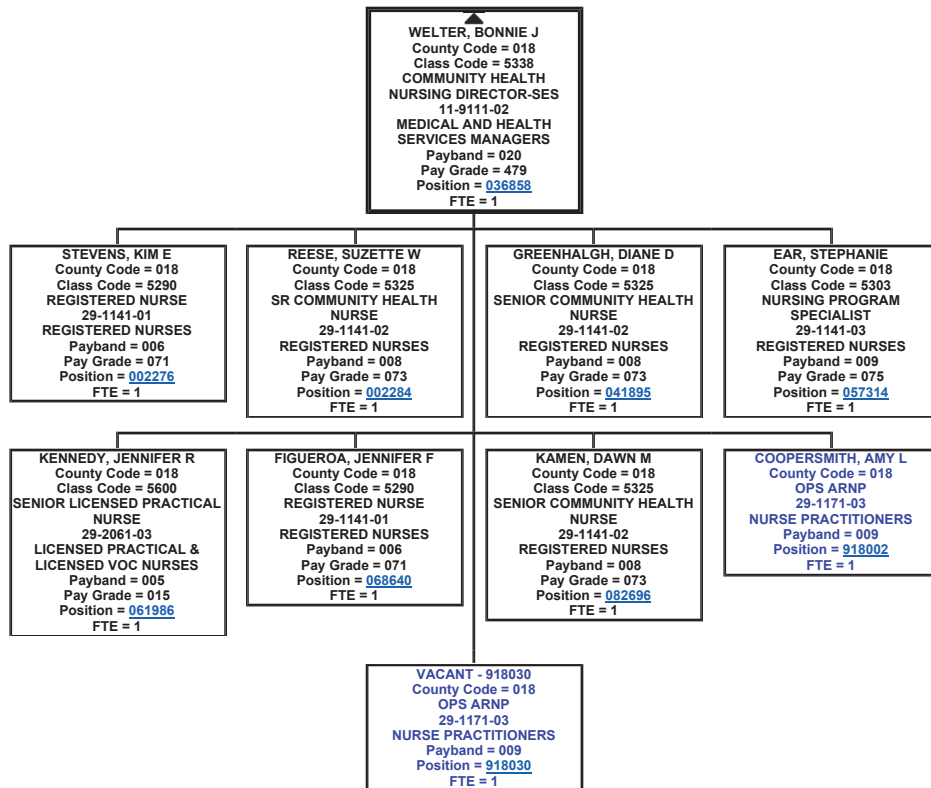 WELTER, BONNIE J
County Code = 018
Class Code = 5338
COMMUNITY HEALTH
NURSING DIRECTOR-SES
11-9111-02
MEDICAL AND HEALTH
SERVICES MANAGERS
Payband = 020
Pay Grade = 479
Position = 036858
FTE = 1
STEVENS, KIM E
County Code = 018
Class Code = 5290
REGISTERED NURSE
29-1141-01
REGISTERED NURSES
Payband = 006
Pay Grade = 071
Position = 002276
FTE = 1
REESE, SUZETTE W
County Code = 018
Class Code = 5325
SR COMMUNITY HEALTH
NURSE
29-1141-02
REGISTERED NURSES
Payband = 008
Pay Grade = 073
Position = 002284
FTE = 1
GREENHALGH, DIANE D
County Code = 018
Class Code = 5325
SENIOR COMMUNITY HEALTH
NURSE
29-1141-02
REGISTERED NURSES
Payband = 008
Pay Grade = 073
Position = 041895
FTE = 1
EAR, STEPHANIE
County Code = 018
Class Code = 5303
NURSING PROGRAM
SPECIALIST
29-1141-03
REGISTERED NURSES
Payband = 009
Pay Grade = 075
Position = 057314
FTE = 1
KENNEDY, JENNIFER R
County Code = 018
Class Code = 5600
SENIOR LICENSED PRACTICAL
NURSE
29-2061-03
LICENSED PRACTICAL &
LICENSED VOC NURSES
Payband = 005
Pay Grade = 015
Position = 061986
FTE = 1
FIGUEROA, JENNIFER F
County Code = 018
Class Code = 5290
REGISTERED NURSE
29-1141-01
REGISTERED NURSES
Payband = 006
Pay Grade = 071
Position = 068640
FTE = 1
KAMEN, DAWN M
County Code = 018
Class Code = 5325
SENIOR COMMUNITY HEALTH
NURSE
29-1141-02
REGISTERED NURSES
Payband = 008
Pay Grade = 073
Position = 082696
FTE = 1
COOPERSMITH, AMY L
County Code = 018
OPS ARNP
29-1171-03
NURSE PRACTITIONERS
Payband = 009
Position = 918002
FTE = 1
VACANT - 918030
County Code = 018
OPS ARNP
29-1171-03
NURSE PRACTITIONERS
Payband = 009
Position = 918030
FTE = 1